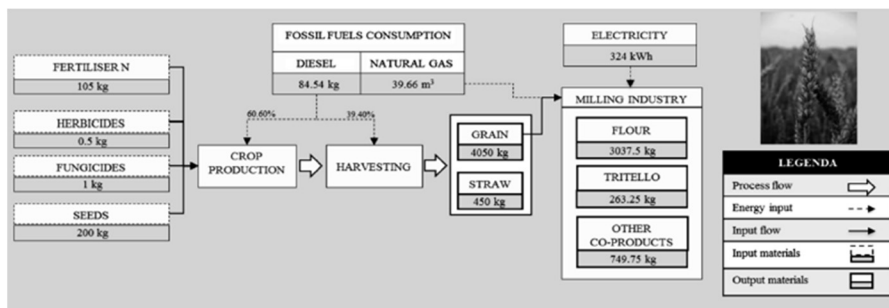 FOSSIL FUELS CONSUMPTION
DIESEL
NATURAL GAS
84.54 kg
39.66 m³
ELECTRICITY
324 kWh
FERTILISER N
105 kg
HERBICIDES
0.5 kg
FUNGICIDES
1 kg
SEEDS
200 kg
60.60%
39.40%
CROP
PRODUCTION
HARVESTING
GRAIN
4050 kg
STRAW
450 kg
MILLING INDUSTRY
FLOUR
3037.5 kg
TRITELLO
263.25 kg
OTHER
CO-PRODUCTS
749.75 kg
LEGENDA
Process flow
Energy input
Input flow
Input materials
Output materials